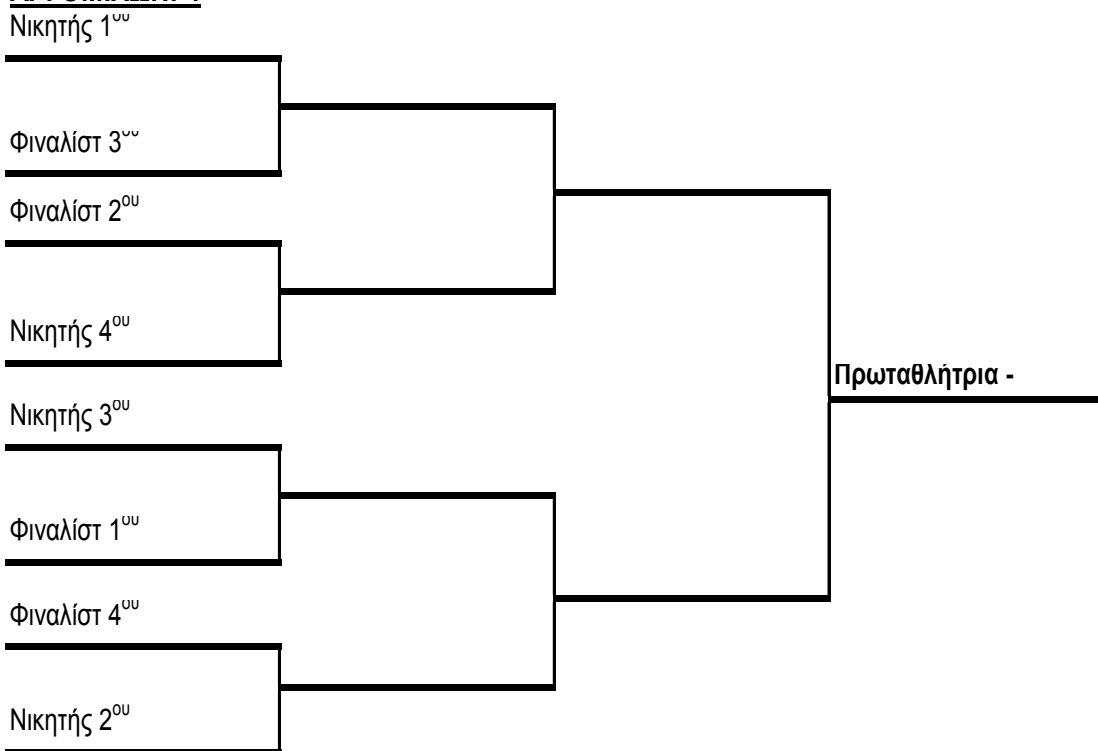 Νικητής 1ου
Φιναλίστ 3ου
Φιναλίστ 2ου
Νικητής 4ου
Πρωταθλήτρια -
Νικητής 3ου
Φιναλίστ 1ου
Φιναλίστ 4ου
Νικητής 2ου